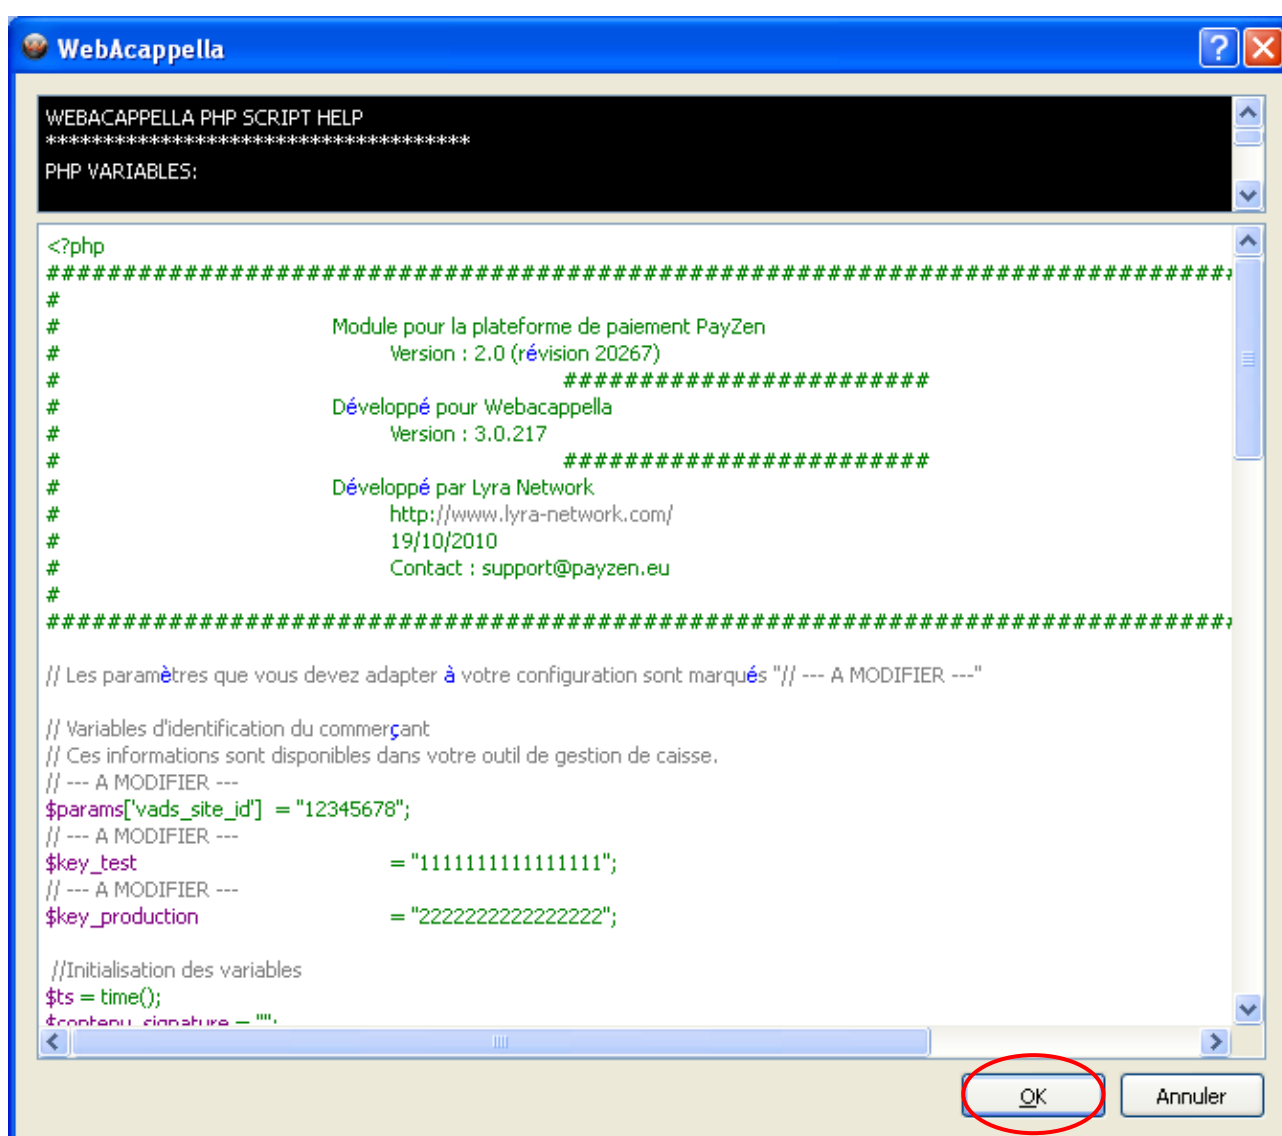 WebAcappella
WEBACAPPELLA PHP SCRIPT HELP
*************************************
PHP VARIABLES:
<?php
##############################################################################
#
# Module pour la plateforme de paiement PayZen
# Version : 2.0 (révision 20267)
# ########################
# Développé pour Webacappella
# Version : 3.0.217
# ########################
# Développé par Lyra Network
# http://www.lyra-network.com/
# 19/10/2010
# Contact : support@payzen.eu
#
##############################################################################
// Les paramètres que vous devez adapter à votre configuration sont marqués "// --- A MODIFIER ---"
// Variables d'identification du commerçant
// Ces informations sont disponibles dans votre outil de gestion de caisse.
// --- A MODIFIER ---
$params['vads_site_id'] = "12345678";
// --- A MODIFIER ---
$key_test = "1111111111111111";
// --- A MODIFIER ---
$key_production = "2222222222222222";
//Initialisation des variables
$ts = time();
$contenu_signature = "";
OK
Annuler